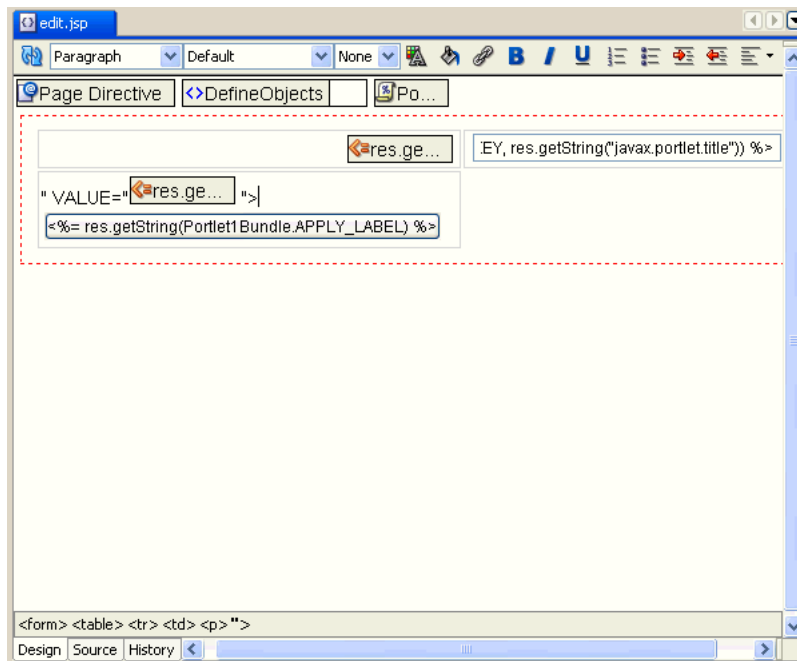 edit.jsp
Paragraph Default None B I U
Page Directive <>DefineObjects Po...
res.ge... :EY, res.getString("javax.portlet.title")) %>
" VALUE=" res.ge... ">
<%= res.getString(Portlet1Bundle.APPLY_LABEL) %>
<form> <table> <tr> <td> <p> ">
Design Source History